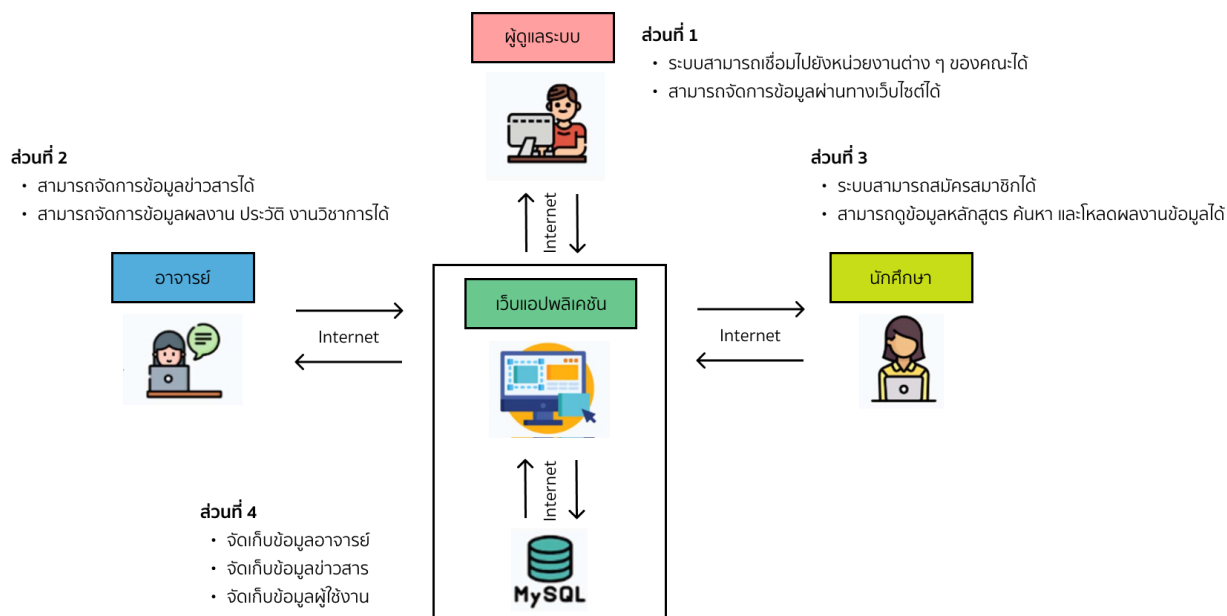 ผู้ดูแลระบบ
ส่วนที่ 1
• ระบบสามารถเชื่อมไปยังหน่วยงานต่าง ๆ ของคณะได้
• สามารถจัดการข้อมูลผ่านทางเว็บไซต์ได้
ส่วนที่ 2
• สามารถจัดการข้อมูลข่าวสารได้
• สามารถจัดการข้อมูลผลงาน ประวัติ งานวิชาการได้
ส่วนที่ 3
• ระบบสามารถสมัครสมาชิกได้
• สามารถดูข้อมูลหลักสูตร ค้นหา และโหลดผลงานข้อมูลได้
Internet
อาจารย์
เว็บแอปพลิเคชัน
นักศึกษา
Internet
Internet
Internet
ส่วนที่ 4
• จัดเก็บข้อมูลอาจารย์
• จัดเก็บข้อมูลข่าวสาร
• จัดเก็บข้อมูลผู้ใช้งาน
MySQL